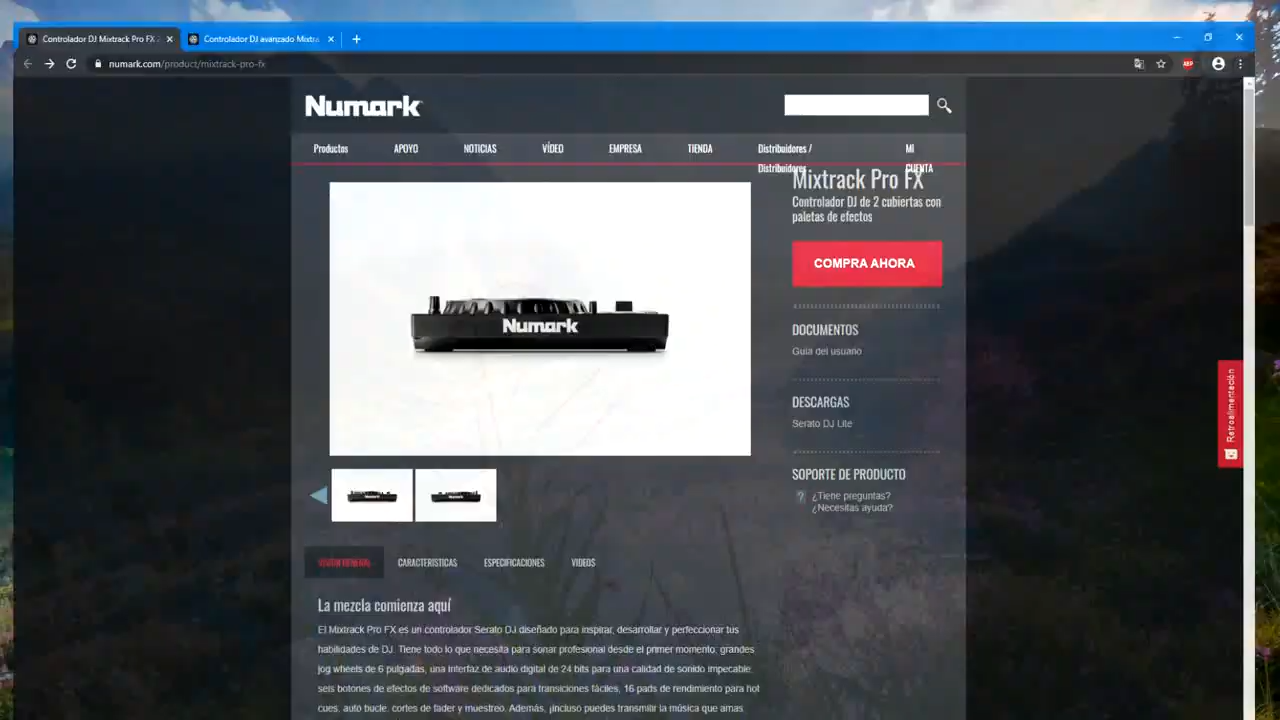 Controlador DJ Mixtrack Pro FX
Controlador DJ avanzado Mixtra
numark.com/product/mixtrack-pro-fx
ABP
Numark
Productos APOYO NOTICIAS VÍDEO EMPRESA TIENDA Distribuidores / MI
Distribuidores CUENTA
Mixtrack Pro FX
Controlador DJ de 2 cubiertas con
paletas de efectos
COMPRA AHORA
Numark
DOCUMENTOS
Guía del usuario
DESCARGAS
Serato DJ Lite
SOPORTE DE PRODUCTO
¿Tiene preguntas?
¿Necesitas ayuda?
Retroalimentación
Numark
Numark
VISIÓN GENERAL CARACTERISTICAS ESPECIFICACIONES VIDEOS
La mezcla comienza aquí
El Mixtrack Pro FX es un controlador Serato DJ diseñado para inspirar, desarrollar y perfeccionar tus
habilidades de DJ. Tiene todo lo que necesita para sonar profesional desde el primer momento, grandes
jog wheels de 6 pulgadas, una interfaz de audio digital de 24 bits para una calidad de sonido impecable,
seis botones de efectos de software dedicados para transiciones fáciles, 16 pads de rendimiento para hot
cues, auto bucle, cortes de fader y muestreo. Además, ¡incluso puedes transmitir la música que amas